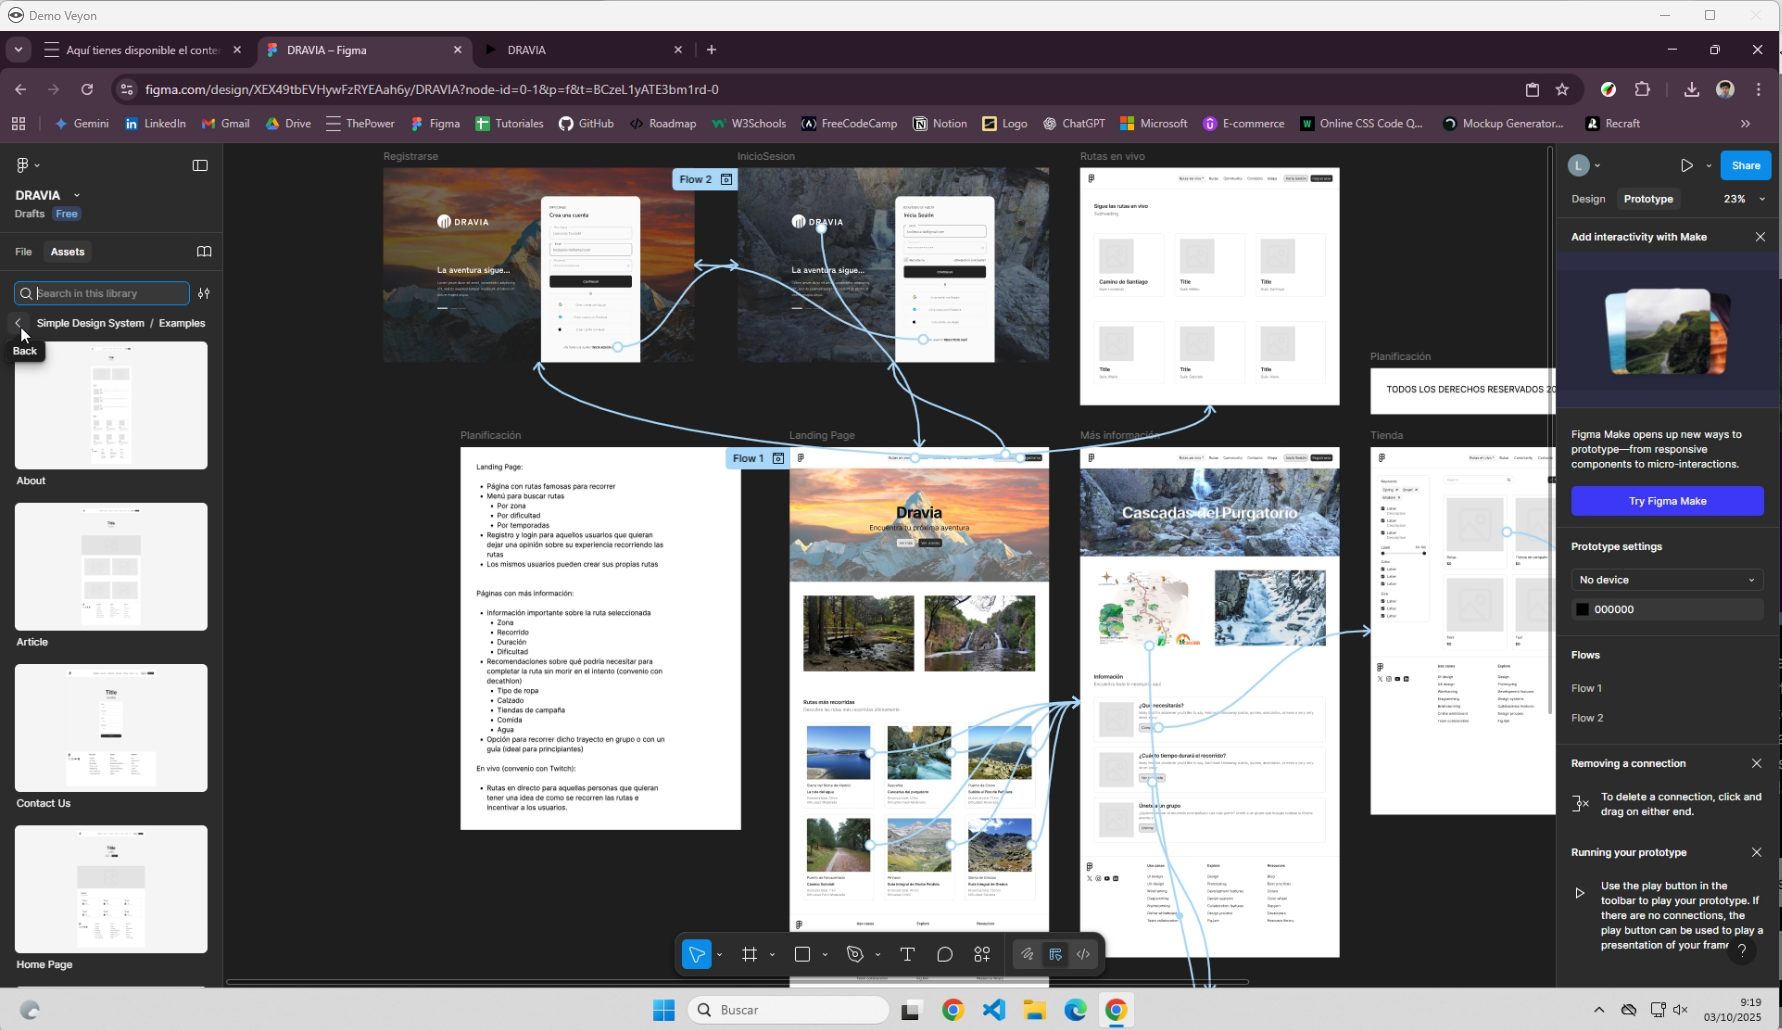 Demo Veyon
Aquí tienes disponible el conte
DRAVIA – Figma
DRAVIA
figma.com/design/XEX49tbEVHywFzRYEAah6y/DRAVIA?node-id=0-1&p=f&t=BCzeL1yATE3bm1rd-0
Gemini
LinkedIn
Gmail
Drive
ThePower
Figma
Tutoriales
GitHub
Roadmap
W3Schools
FreeCodeCamp
Notion
Logo
ChatGPT
Microsoft
E-commerce
Online CSS Code Q...
Mockup Generator...
Recraft
DRAVIA
Drafts
Free
File
Assets
Search in this library
Simple Design System / Examples
Back
About
Article
Contact Us
Home Page
Registrarse
Flow 2
DRAVIA
La aventura sigue...
Crea una cuenta
InicioSesion
DRAVIA
La aventura sigue...
Inicia Sesión
Rutas en vivo
Sigue las rutas en vivo
Camino de Santiago
Title
Title
Title
Title
Title
Planificación
TODOS LOS DERECHOS RESERVADOS 20
Planificación
Landing Page:
• Página con rutas famosas para recorrer
• Menú para buscar rutas
• Por zona
• Por dificultad
• Por temporadas
• Registro y login para aquellos usuarios que quieran
dejar una opinión sobre su experiencia recorriendo las
rutas
• Los mismos usuarios pueden crear sus propias rutas
Páginas con más información:
• Información importante sobre la ruta seleccionada
• Zona
• Recorrido
• Duración
• Dificultad
• Recomendaciones sobre qué podría necesitar para
completar la ruta sin morir en el intento (convenio con
decathlon)
• Tipo de ropa
• Calzado
• Tiendas de campaña
• Comida
• Agua
• Opción para recorrer dicho trayecto en grupo o con un
guía (ideal para principiantes)
En vivo (convenio con Twitch):
• Rutas en directo para aquellas personas que quieran
tener una idea de como se recorren las rutas e
incentivar a los usuarios.
Flow 1
Landing Page
Dravia
Encuentra tu próxima aventura
Rutas más recorridas
Más información
Cascadas del Purgatorio
Información
¿Qué necesitarás?
¿Cuánto tiempo durará el recorrido?
Únete a un grupo
Tienda
L
Share
Design
Prototype
23%
Add interactivity with Make
Figma Make opens up new ways to
prototype—from responsive
components to micro-interactions.
Try Figma Make
Prototype settings
No device
000000
Flows
Flow 1
Flow 2
Removing a connection
To delete a connection, click and
drag on either end.
Running your prototype
Use the play button in the
toolbar to play your prototype. If
there are no connections, the
play button can be used to play a
presentation of your frame
?
Buscar
9:19
03/10/2025